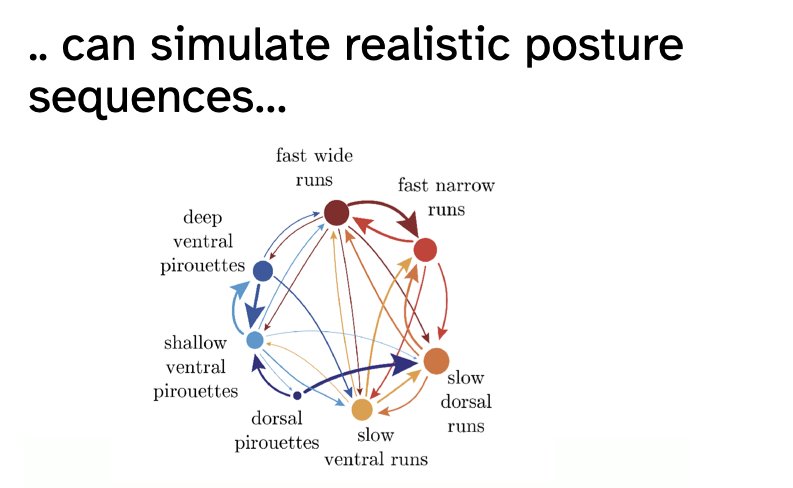 .. can simulate realistic posture
sequences...
fast wide
runs
fast narrow
runs
deep
ventral
pirouettes
shallow
ventral
pirouettes
dorsal
pirouettes
slow
ventral runs
slow
dorsal
runs